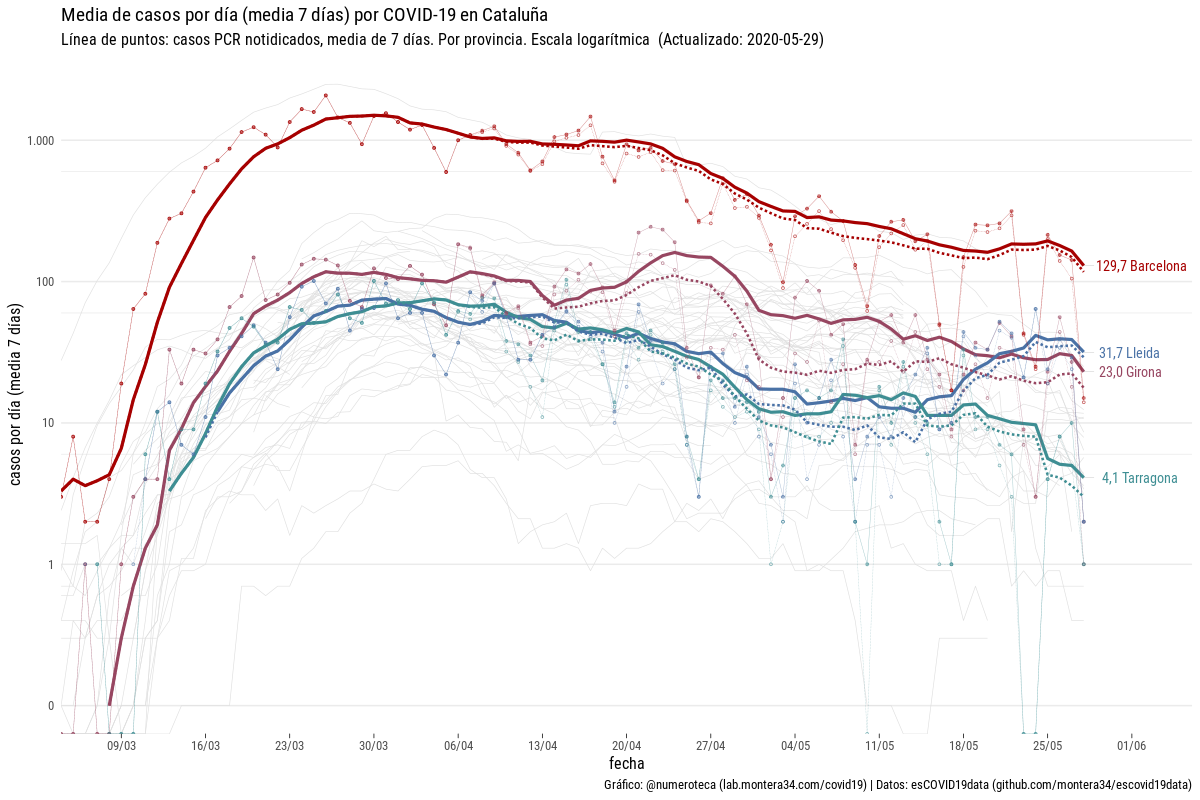 Media de casos por día (media 7 días) por COVID-19 en Cataluña
Línea de puntos: casos PCR notidicados, media de 7 días. Por provincia. Escala logarítmica (Actualizado: 2020-05-29)
casos por día (media 7 días)
1.000
100
10
1
0
129,7 Barcelona
31,7 Lleida
23,0 Girona
4,1 Tarragona
09/03 16/03 23/03 30/03 06/04 13/04 20/04 27/04 04/05 11/05 18/05 25/05 01/06
fecha
Gráfico: @numeroteca (lab.montera34.com/covid19) | Datos: esCOVID19data (github.com/montera34/escovid19data)